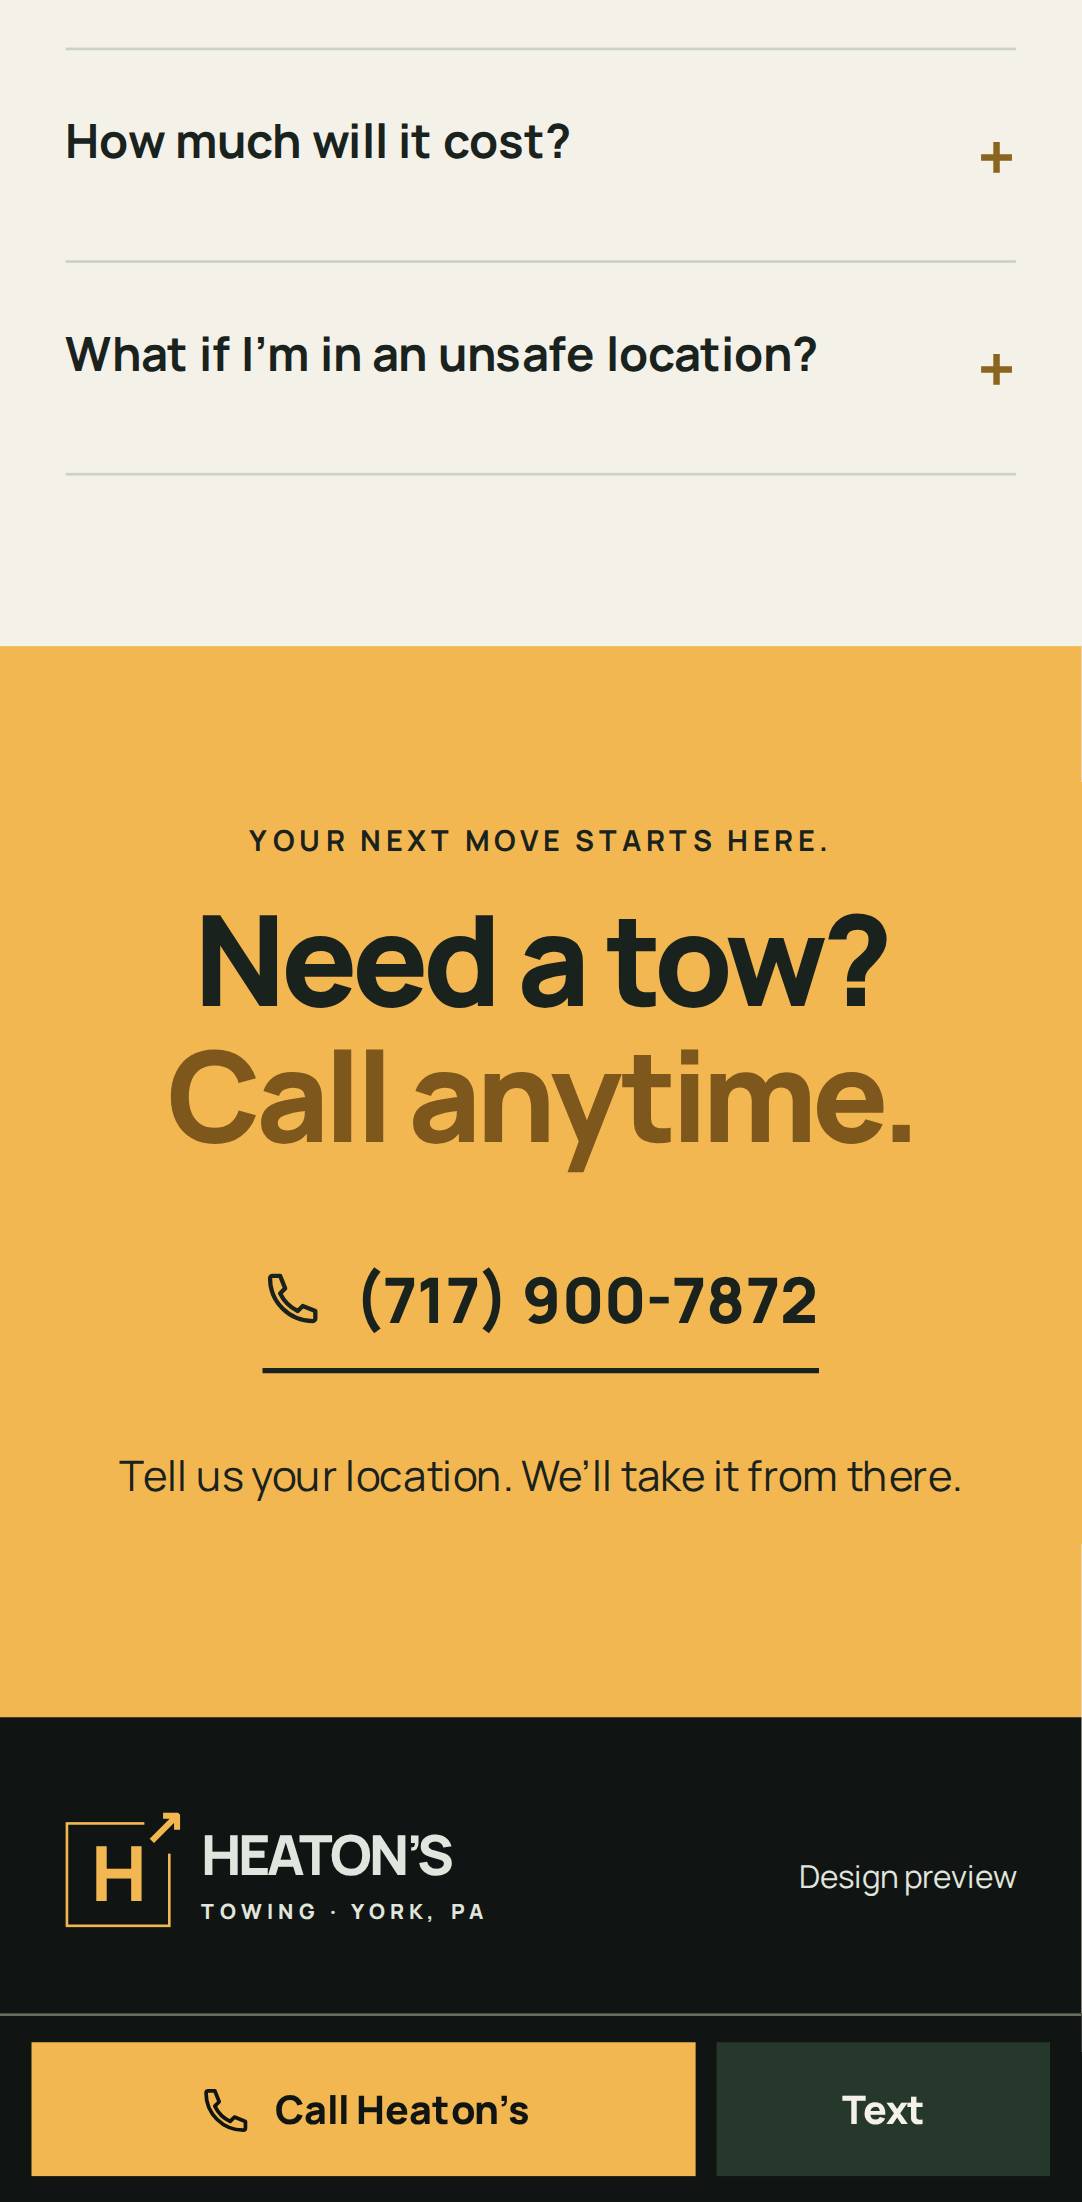 How much will it cost?
+
What if I’m in an unsafe location?
+
YOUR NEXT MOVE STARTS HERE.
Need a tow?
Call anytime.
(717) 900-7872
Tell us your location. We’ll take it from there.
H
HEATON’S
TOWING · YORK, PA
Design preview
Call Heaton’s
Text